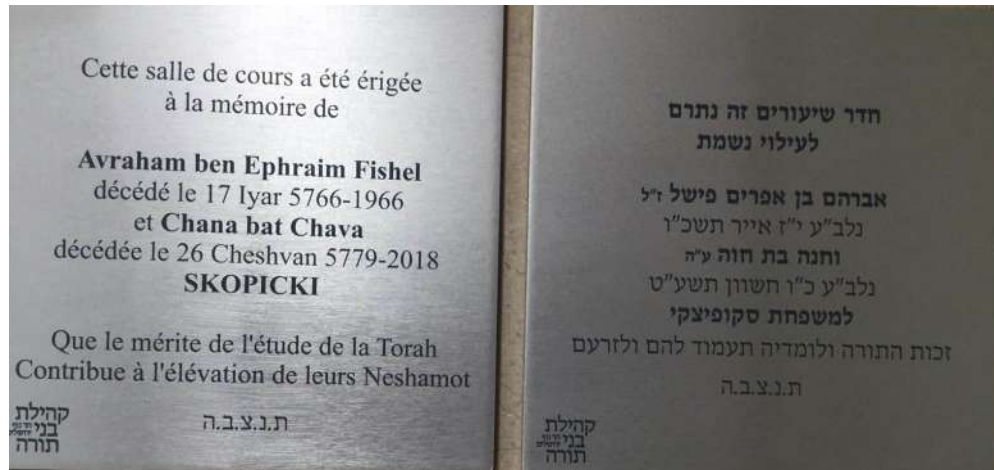 Cette salle de cours a été érigée
à la mémoire de
Avraham ben Ephraim Fishel
décédé le 17 Iyar 5766-1966
et Chana bat Chava
décédée le 26 Cheshvan 5779-2018
SKOPICKI
Que le mérite de l'étude de la Torah
Contribue à l'élévation de leurs Neshamot
ת.נ.צ.ב.ה
קהילת
בני
תורה
חדר שיעורים זה נתרם
לעילוי נשמת
אברהם בן אפרים פישל ז"ל
נלב"ע י"ז אייר תשכ"ו
וחנה בת חוה ע"ה
נלב"ע כ"ו חשוון תשע"ט
למשפחת סקופיצקי
זכות התורה ולומדיה תעמוד להם ולזרעם
ת.נ.צ.ב.ה
קהילת
בני
תורה